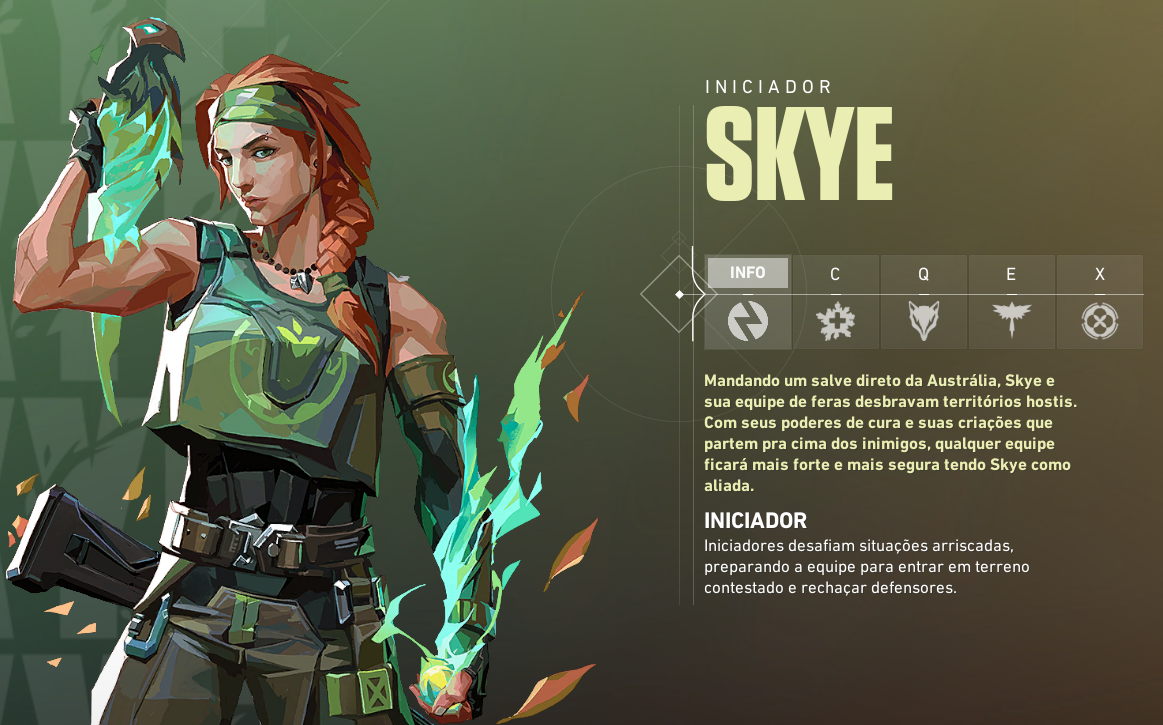 INICIADOR
SKYE
INFO C Q E X
Mandando um salve direto da Austrália, Skye e
sua equipe de feras desbravam territórios hostis.
Com seus poderes de cura e suas criações que
partem pra cima dos inimigos, qualquer equipe
ficará mais forte e mais segura tendo Skye como
aliada.
INICIADOR
Iniciadores desafiam situações arriscadas,
preparando a equipe para entrar em terreno
contestado e rechaçar defensores.